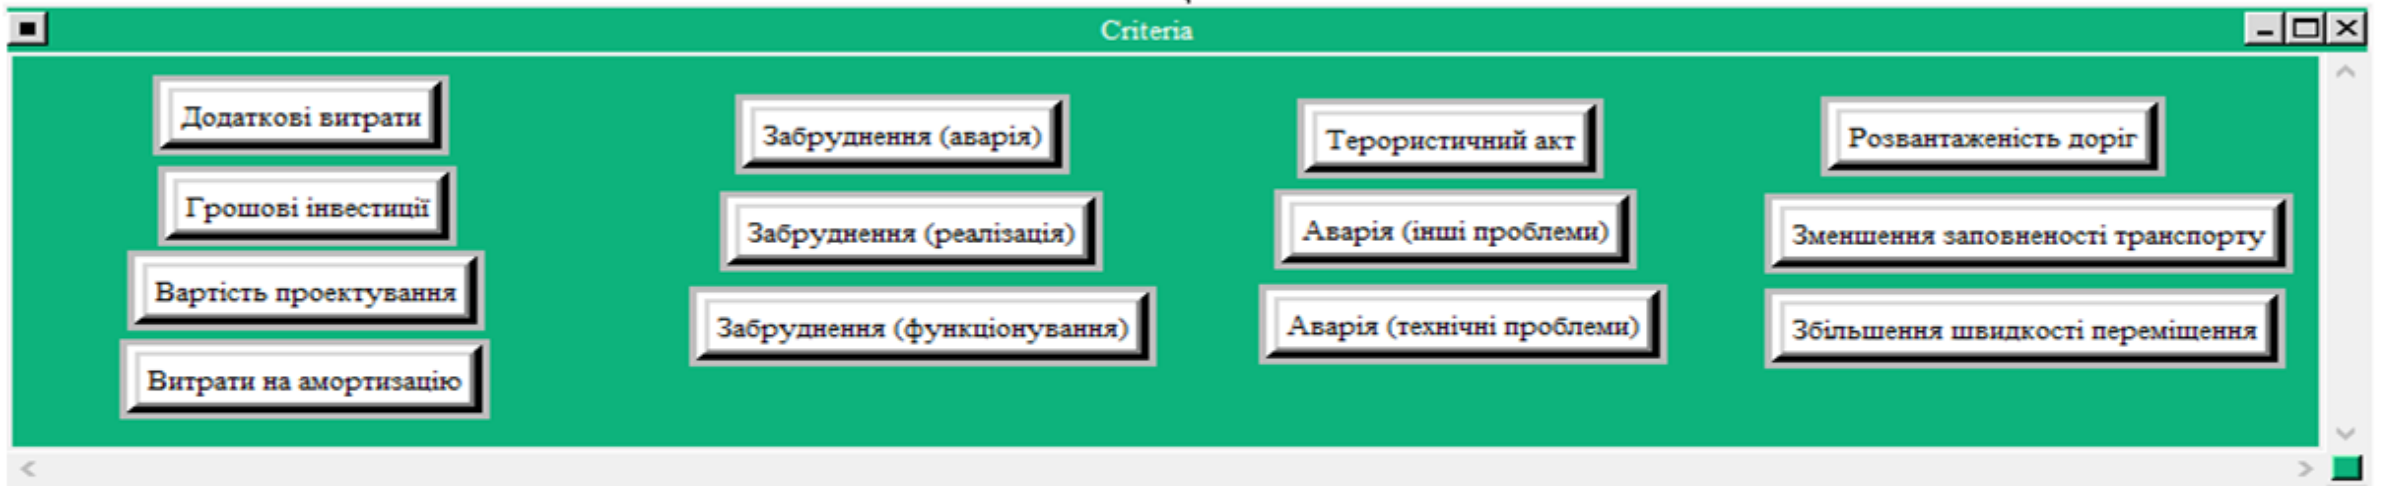 Criteria
Додаткові витрати
Грошові інвестиції
Вартість проектування
Витрати на амортизацію
Забруднення (аварія)
Забруднення (реалізація)
Забруднення (функціонування)
Терористичний акт
Аварія (інші проблеми)
Аварія (технічні проблеми)
Розвантаженість доріг
Зменшення заповненості транспорту
Збільшення швидкості переміщення